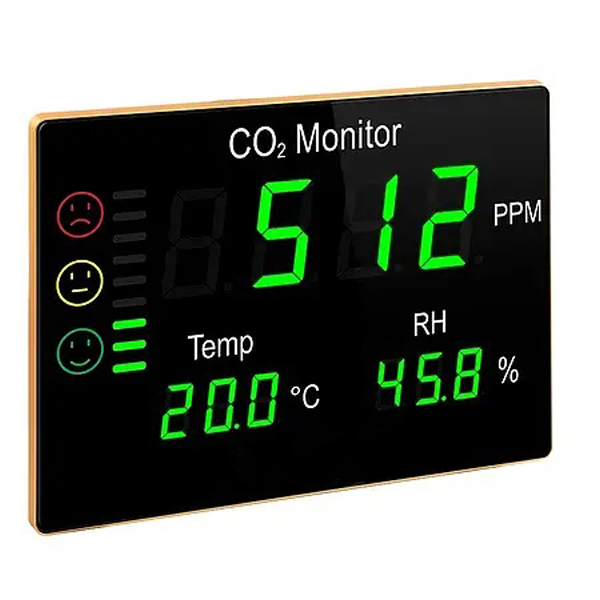 CO₂ Monitor
512 PPM
Temp
RH
20.0 °C
45.8 %